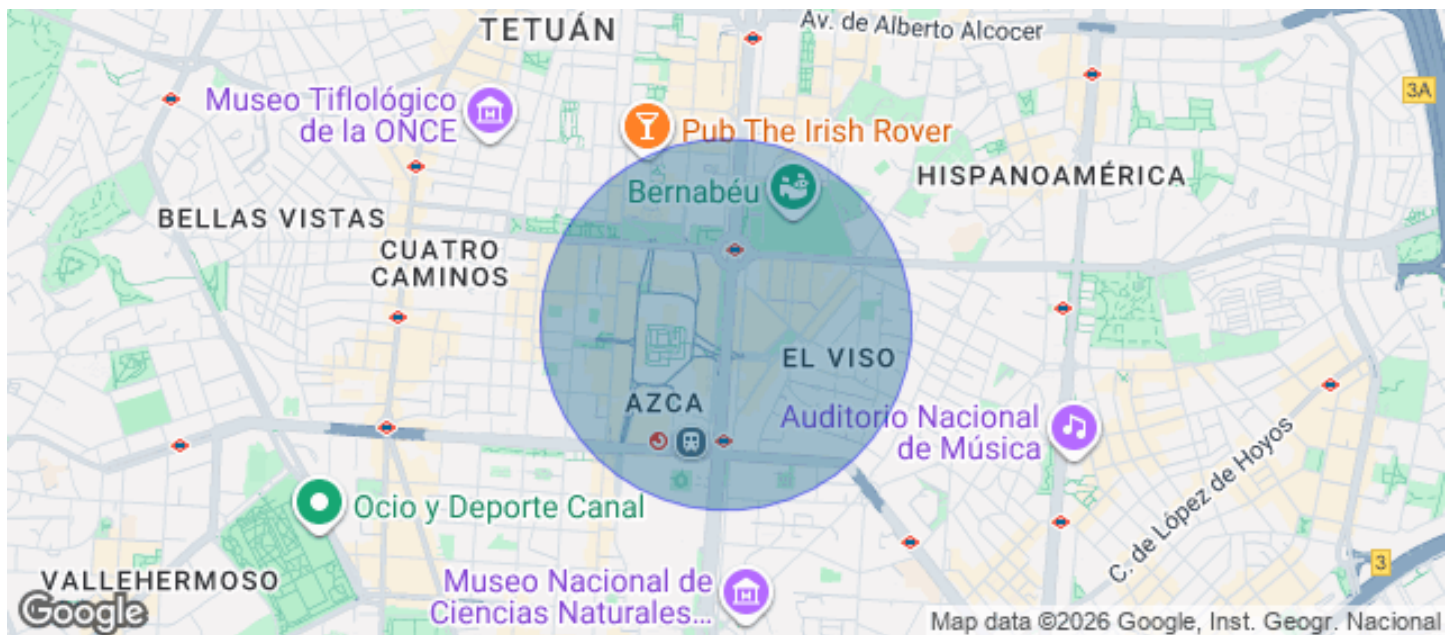 TETUÁN
Av. de Alberto Alcocer
3A
Museo Tiflológico
de la ONCE
Pub The Irish Rover
Bernabéu
HISPANOAMÉRICA
BELLAS VISTAS
CUATRO
CAMINOS
EL VISO
AZCA
Auditorio Nacional
de Música
C. de López de Hoyos
Ocio y Deporte Canal
3
VALLEHERMOSO
Museo Nacional de
Ciencias Naturales...
Google
Map data ©2026 Google, Inst. Geogr. Nacional